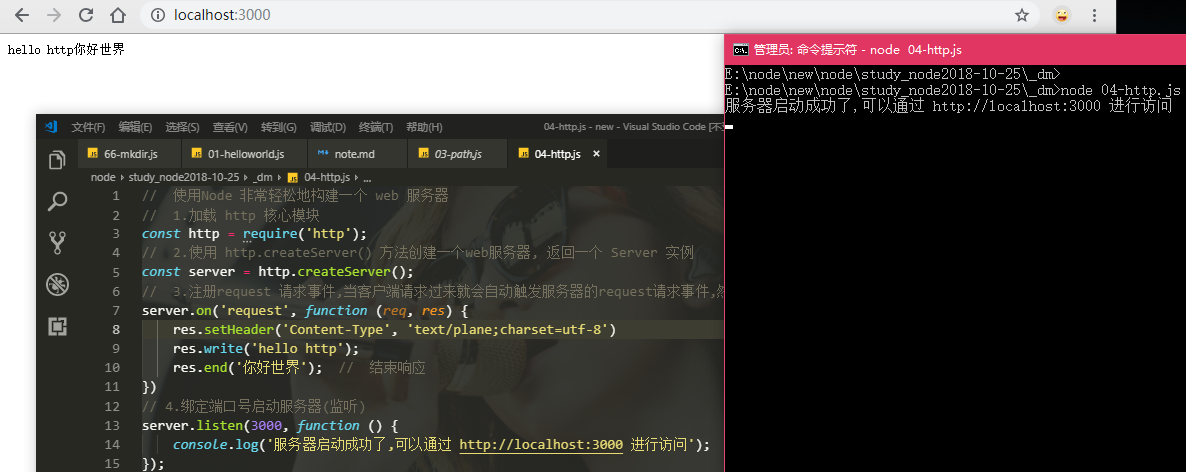 localhost:3000
hello http你好世界
管理员: 命令提示符 - node  04-http.js
E:\node\new\node\study_node2018-10-25\_dm>
E:\node\new\node\study_node2018-10-25\_dm>node 04-http.js
服务器启动成功了,可以通过 http://localhost:3000 进行访问
文件(F) 编辑(E) 选择(S) 查看(V) 转到(G) 调试(D) 终端(T) 帮助(H) 04-http.js - new - Visual Studio Code [不
66-mkdir.js 01-helloworld.js note.md 03-path.js 04-http.js ×
node › study_node2018-10-25 › _dm › 04-http.js › ...
1 //  使用Node 非常轻松地构建一个 web 服务器
2 //  1.加载 http 核心模块
3 const http = require('http');
4 //  2.使用 http.createServer() 方法创建一个web服务器, 返回一个 Server 实例
5 const server = http.createServer();
6 //  3.注册request 请求事件,当客户端请求过来就会自动触发服务器的request请求事件,
7 server.on('request', function (req, res) {
8     res.setHeader('Content-Type', 'text/plane;charset=utf-8')
9     res.write('hello http');
10     res.end('你好世界');  //  结束响应
11 })
12 // 4.绑定端口号启动服务器(监听)
13 server.listen(3000, function () {
14     console.log('服务器启动成功了,可以通过 http://localhost:3000 进行访问');
15 });